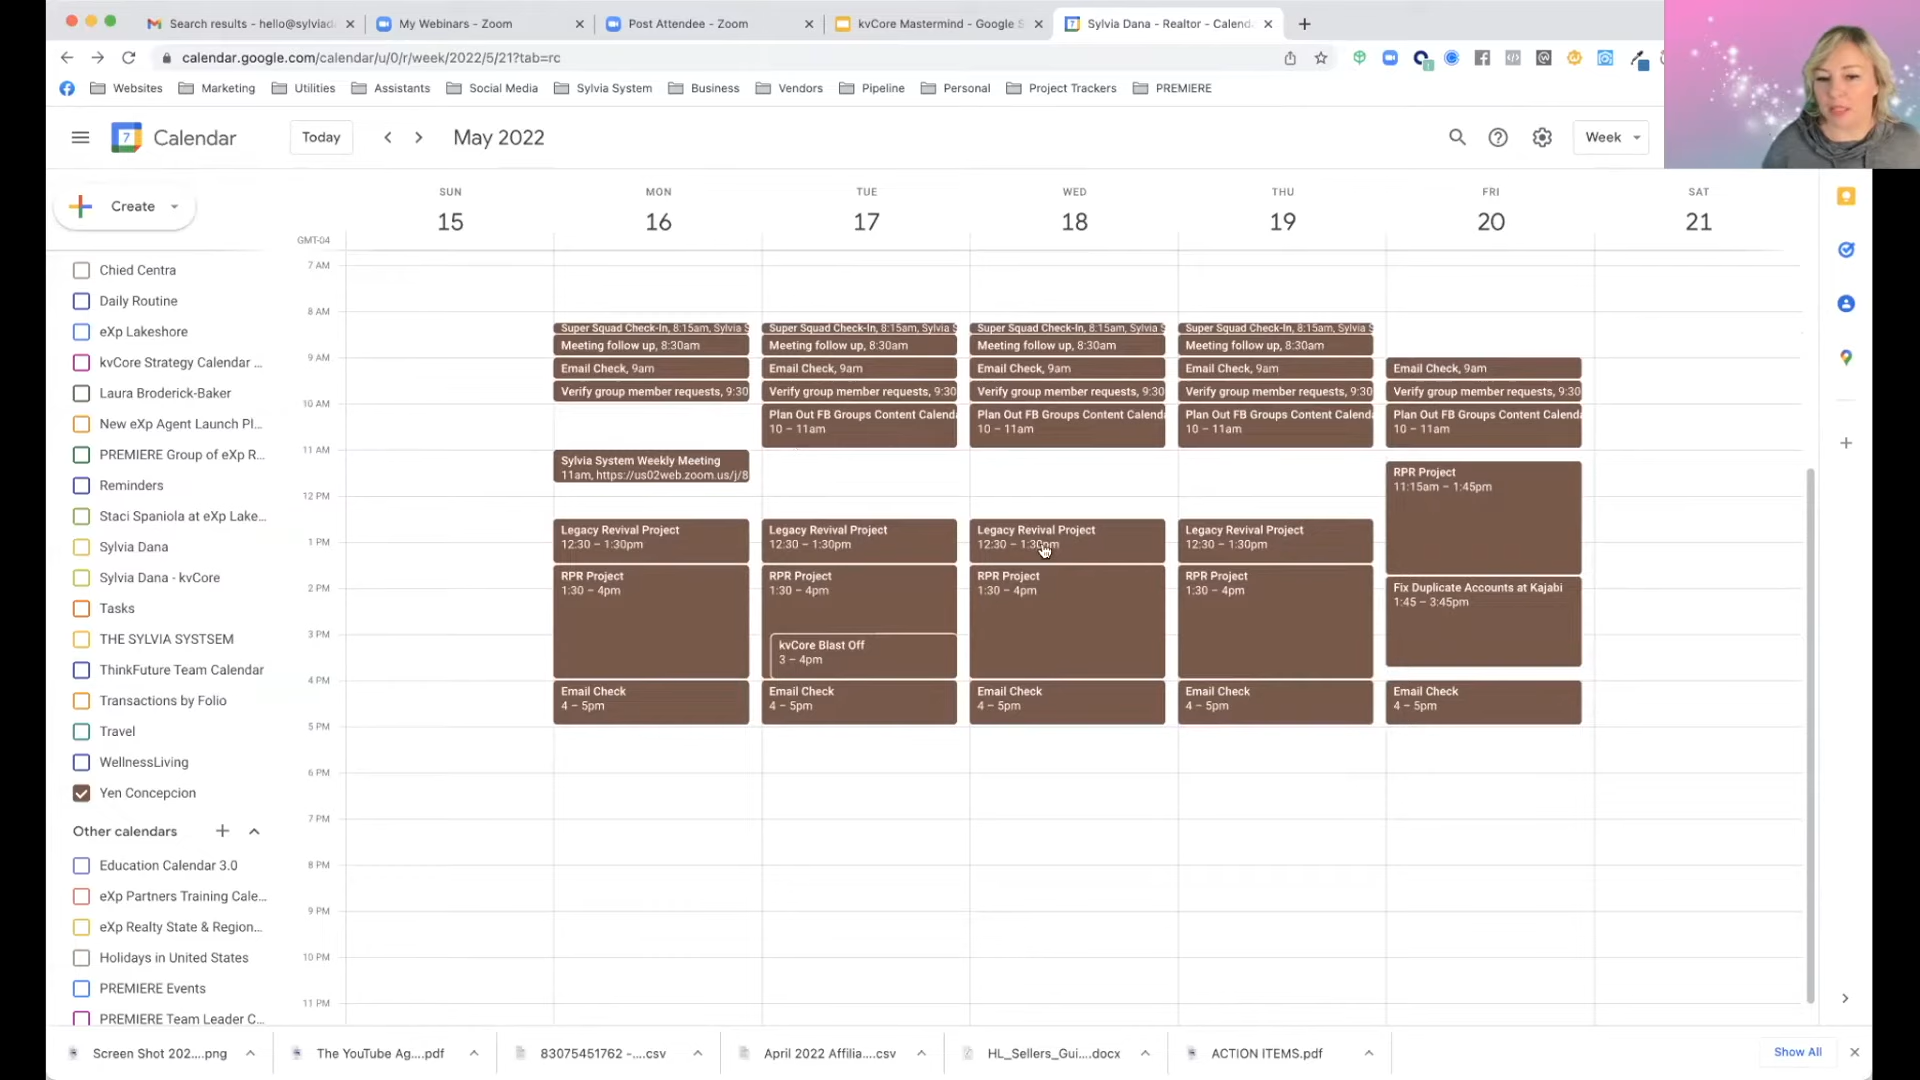 Search results - hello@sylviad
My Webinars - Zoom
Post Attendee - Zoom
kvCore Mastermind - Google S
Sylvia Dana - Realtor - Calend
calendar.google.com/calendar/u/0/r/week/2022/5/21?tab=rc
Websites
Marketing
Utilities
Assistants
Social Media
Sylvia System
Business
Vendors
Pipeline
Personal
Project Trackers
PREMIERE
7
Calendar
Today
May 2022
Week
Create
SUN
15
MON
16
TUE
17
WED
18
THU
19
FRI
20
SAT
21
GMT-04
7 AM
8 AM
9 AM
10 AM
11 AM
12 PM
1 PM
2 PM
3 PM
4 PM
5 PM
6 PM
7 PM
8 PM
9 PM
10 PM
11 PM
Chied Centra
Daily Routine
eXp Lakeshore
kvCore Strategy Calendar ...
Laura Broderick-Baker
New eXp Agent Launch Pl...
PREMIERE Group of eXp R...
Reminders
Staci Spaniola at eXp Lake...
Sylvia Dana
Sylvia Dana - kvCore
Tasks
THE SYLVIA SYSTSEM
ThinkFuture Team Calendar
Transactions by Folio
Travel
WellnessLiving
Yen Concepcion
Other calendars
Education Calendar 3.0
eXp Partners Training Cale...
eXp Realty State & Region...
Holidays in United States
PREMIERE Events
PREMIERE Team Leader C...
Super Squad Check-In, 8:15am, Sylvia S
Meeting follow up, 8:30am
Email Check, 9am
Verify group member requests, 9:30
Sylvia System Weekly Meeting
11am, https://us02web.zoom.us/j/8
Legacy Revival Project
12:30 – 1:30pm
RPR Project
1:30 – 4pm
Email Check
4 – 5pm
Super Squad Check-In, 8:15am, Sylvia S
Meeting follow up, 8:30am
Email Check, 9am
Verify group member requests, 9:30
Plan Out FB Groups Content Calenda
10 – 11am
Legacy Revival Project
12:30 – 1:30pm
RPR Project
1:30 – 4pm
kvCore Blast Off
3 – 4pm
Email Check
4 – 5pm
Super Squad Check-In, 8:15am, Sylvia S
Meeting follow up, 8:30am
Email Check, 9am
Verify group member requests, 9:30
Plan Out FB Groups Content Calenda
10 – 11am
Legacy Revival Project
12:30 – 1:30pm
RPR Project
1:30 – 4pm
Email Check
4 – 5pm
Super Squad Check-In, 8:15am, Sylvia S
Meeting follow up, 8:30am
Email Check, 9am
Verify group member requests, 9:30
Plan Out FB Groups Content Calenda
10 – 11am
Legacy Revival Project
12:30 – 1:30pm
RPR Project
1:30 – 4pm
Email Check
4 – 5pm
Email Check, 9am
Verify group member requests, 9:30
Plan Out FB Groups Content Calenda
10 – 11am
RPR Project
11:15am – 1:45pm
Fix Duplicate Accounts at Kajabi
1:45 – 3:45pm
Email Check
4 – 5pm
Screen Shot 202....png
The YouTube Ag....pdf
83075451762 -....csv
April 2022 Affilia....csv
HL_Sellers_Gui....docx
ACTION ITEMS.pdf
Show All